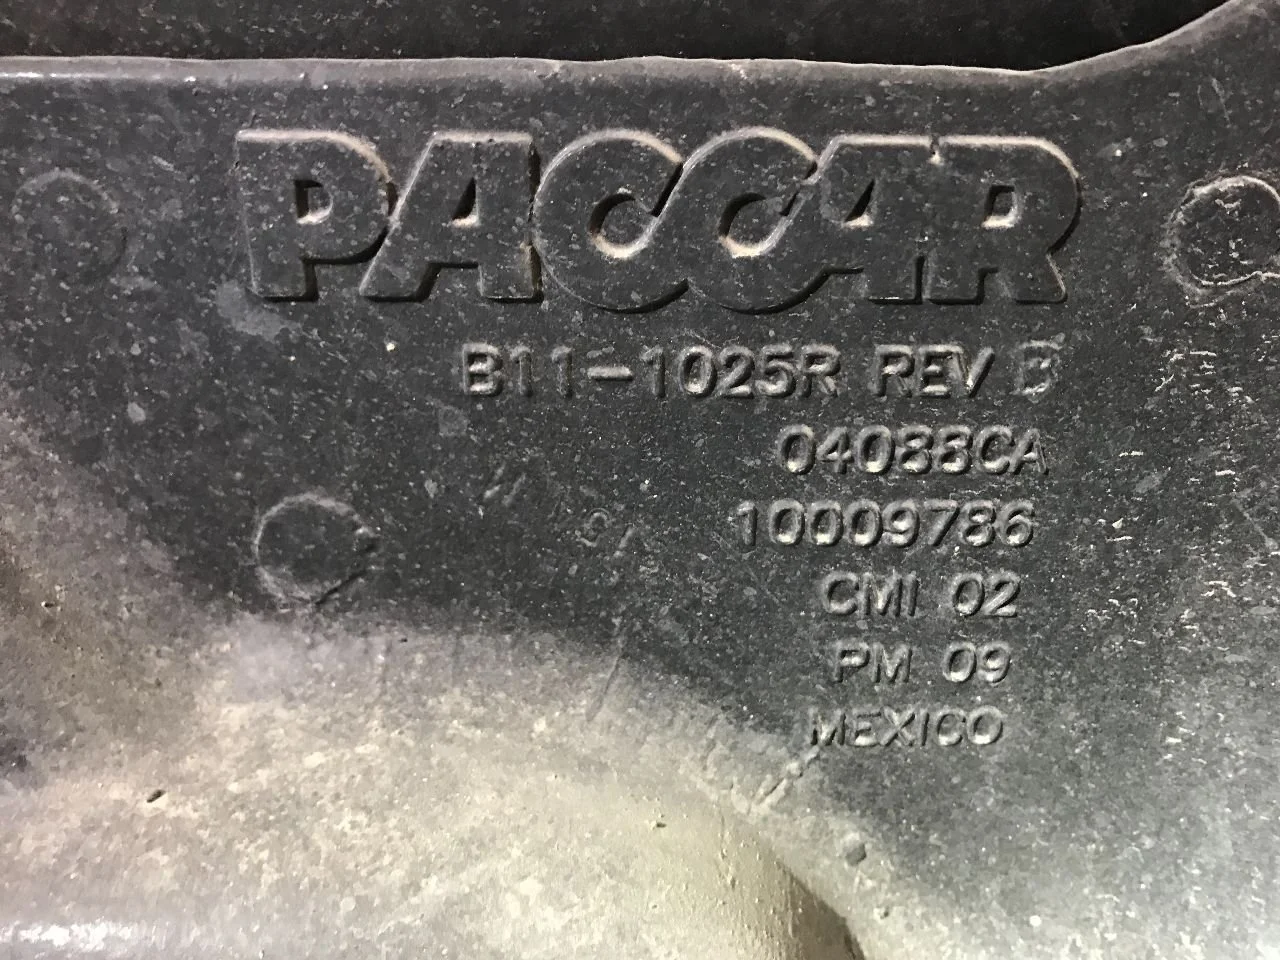 PACCAR
B11-1025R REV B
04088CA
10009786
CMI 02
PM 09
MEXICO